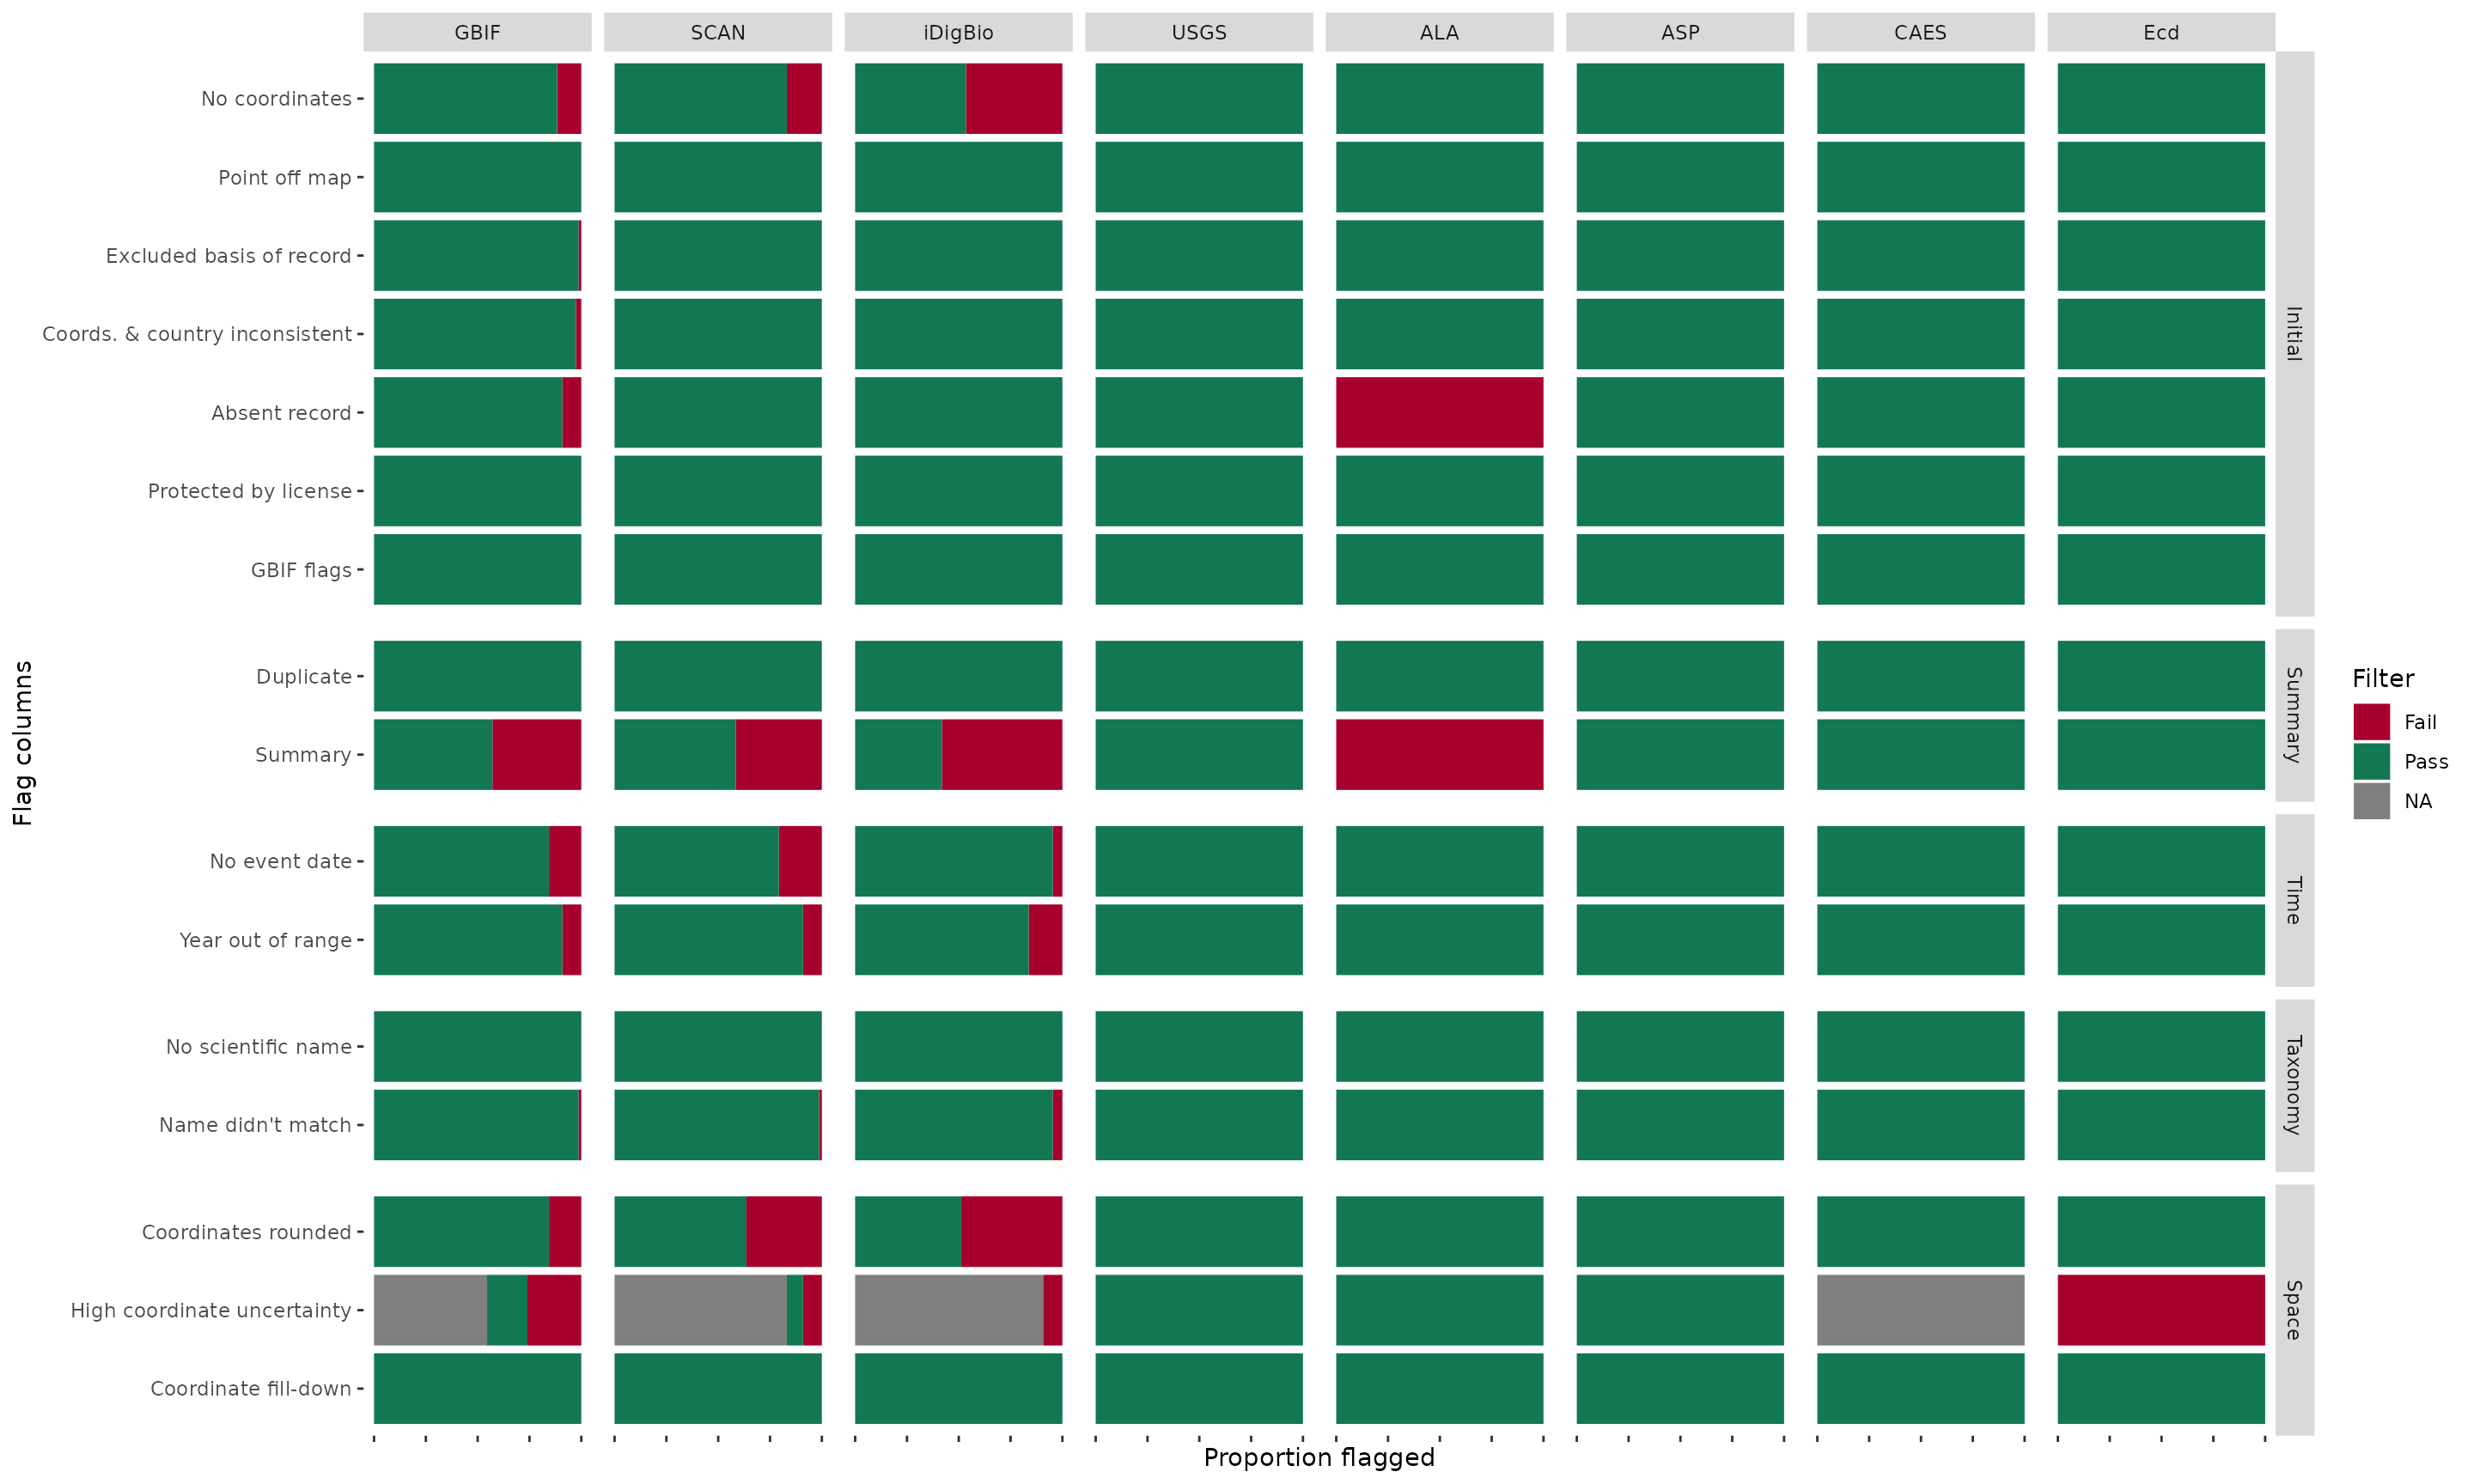 GBIF SCAN iDigBio USGS ALA ASP CAES Ecd
No coordinates
Point off map
Excluded basis of record
Coords. & country inconsistent
Absent record
Protected by license
GBIF flags
Initial
Duplicate
Summary
Summary
No event date
Year out of range
Time
No scientific name
Name didn't match
Taxonomy
Coordinates rounded
High coordinate uncertainty
Coordinate fill-down
Space
Flag columns
Proportion flagged
Filter
Fail
Pass
NA